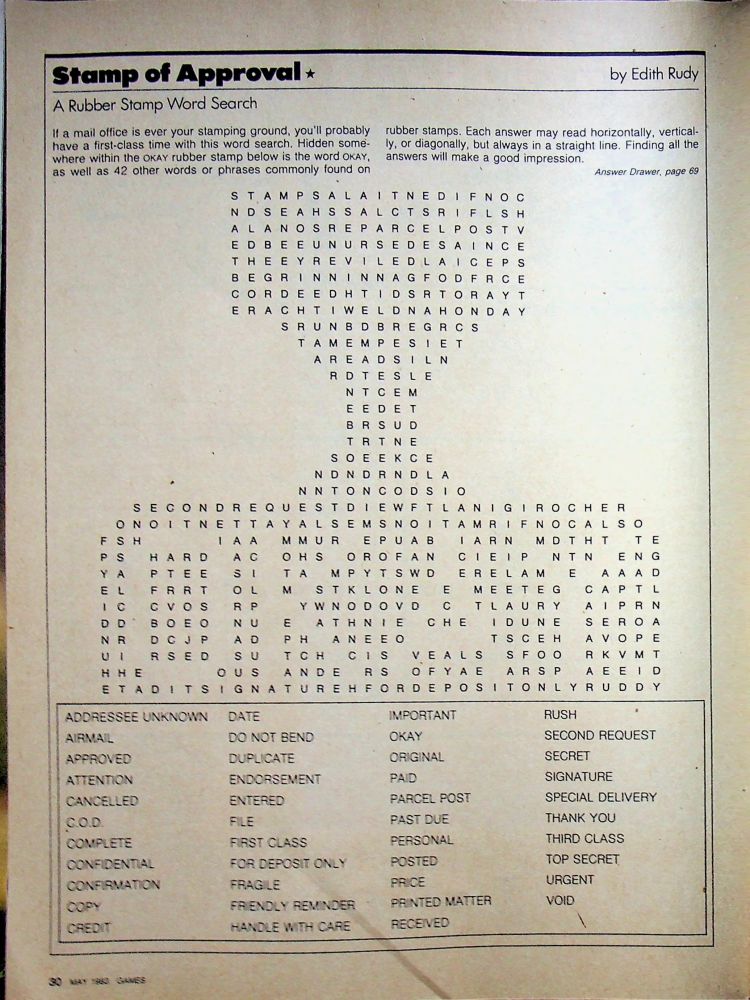 Stamp of Approval ★ by Edith Rudy
A Rubber Stamp Word Search
If a mail office is ever your stamping ground, you'll probably
have a first-class time with this word search. Hidden some-
where within the OKAY rubber stamp below is the word OKAY,
as well as 42 other words or phrases commonly found on
rubber stamps. Each answer may read horizontally, vertical-
ly, or diagonally, but always in a straight line. Finding all the
answers will make a good impression.
Answer Drawer, page 69
S T A M P S A L A I T N E D I F N O C
N D S E A H S S A L C T S R I F L S H
A L A N O S R E P A R C E L P O S T V
E D B E E U N U R S E D E S A I N C E
T H E E Y R E V I L E D L A I C E P S
B E G R I N N I N N A G F O D F R C E
C O R D E E D H T I D S R T O R A Y T
E R A C H T I W E L D N A H O N D A Y
S R U N B D B R E G R C S
T A M E M P E S I E T
A R E A D S I L N
R D T E S L E
N T C E M
E E D E T
B R S U D
T R T N E
S O E E K C E
N D N D R N D L A
N N T O N C O D S I O
S E C O N D R E Q U E S T D I E W F T L A N I G I R O C H E R
O N O I T N E T T A Y A L S E M S N O I T A M R I F N O C A L S O
F S H I A A M M U R E P U A B I A R N M D T H T T E
P S H A R D A C O H S O R O F A N C I E I P N T N E N G
Y A P T E E S I T A M P Y T S W D E R E L A M E A A A D
E L F R R T O L M S T K L O N E E M E E T E G C A P T L
I C C V O S R P Y W N O D O V D C T L A U R Y A I P R N
D D B O E O N U E A T H N I E C H E I D U N E S E R O A
N R D C J P A D P H A N E E O T S C E H A V O P E
U I R S E D S U T C H C I S V E A L S S F O O R K V M T
H H E O U S A N D E R S O F Y A E A R S P A E E I D
E T A D I T S I G N A T U R E H F O R D E P O S I T O N L Y R U D D Y
ADDRESSEE UNKNOWN DATE IMPORTANT RUSH
AIRMAIL DO NOT BEND OKAY SECOND REQUEST
APPROVED DUPLICATE ORIGINAL SECRET
ATTENTION ENDORSEMENT PAID SIGNATURE
CANCELLED ENTERED PARCEL POST SPECIAL DELIVERY
C.O.D. FILE PAST DUE THANK YOU
COMPLETE FIRST CLASS PERSONAL THIRD CLASS
CONFIDENTIAL FOR DEPOSIT ONLY POSTED TOP SECRET
CONFIRMATION FRAGILE PRICE URGENT
COPY FRIENDLY REMINDER PRINTED MATTER VOID
CREDIT HANDLE WITH CARE RECEIVED
30 MAY 1983 GAMES